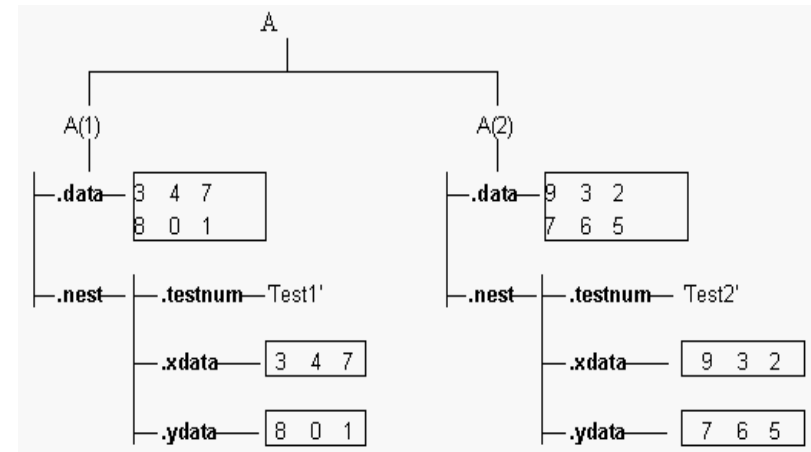 A
A(1) A(2)
.data 3 4 7 .data 9 3 2
8 0 1 7 6 5
.nest .testnum 'Test1' .nest .testnum 'Test2'
.xdata 3 4 7 .xdata 9 3 2
.ydata 8 0 1 .ydata 7 6 5